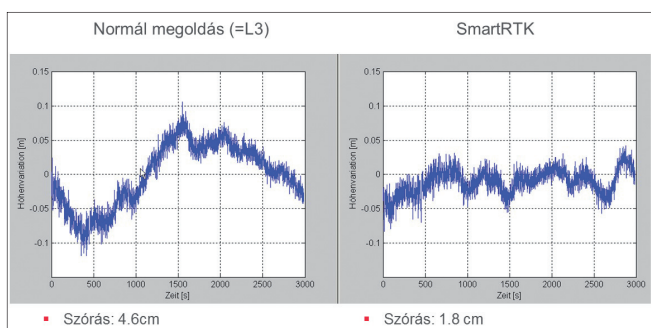 Normál megoldás (=L3)
SmartRTK
0.15
0.1
0.05
0
-0.05
-0.1
Höhenvariation [m]
0 500 1000 1500 2000 2500 3000
Zeit [s]
0.15
0.1
0.05
0
-0.05
-0.1
Höhenvariation [m]
0 500 1000 1500 2000 2500 3000
Zeit [s]
▪ Szórás: 4.6cm
▪ Szórás: 1.8 cm